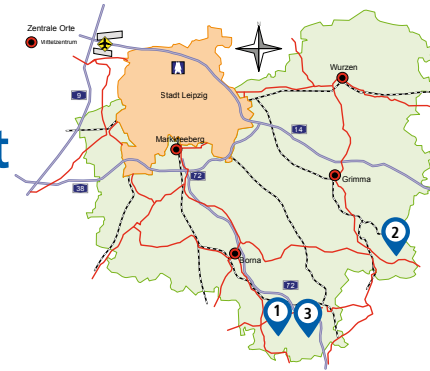 Zentrale Orte
Mittelzentrum
N
Wurzen
9
Stadt Leipzig
14
t
Markkleeberg
72
38
Grimma
2
Borna
72
1
3